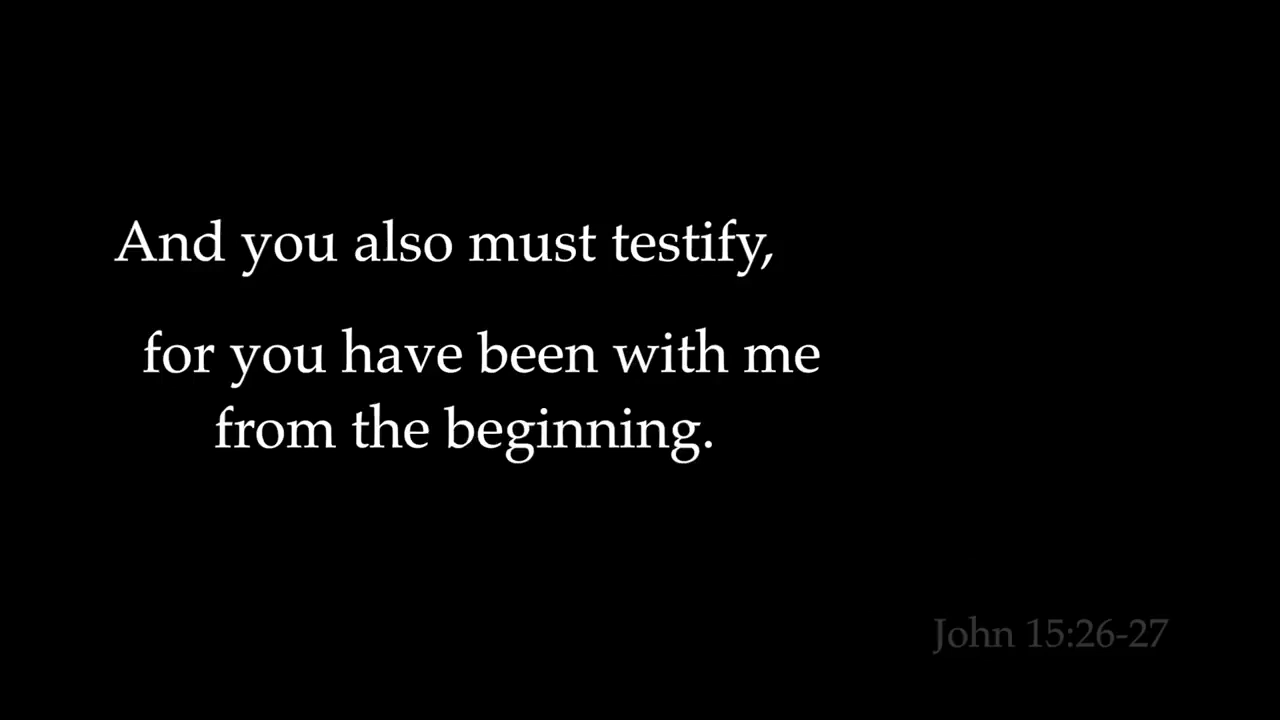 And you also must testify,
for you have been with me
from the beginning.
John 15:26-27